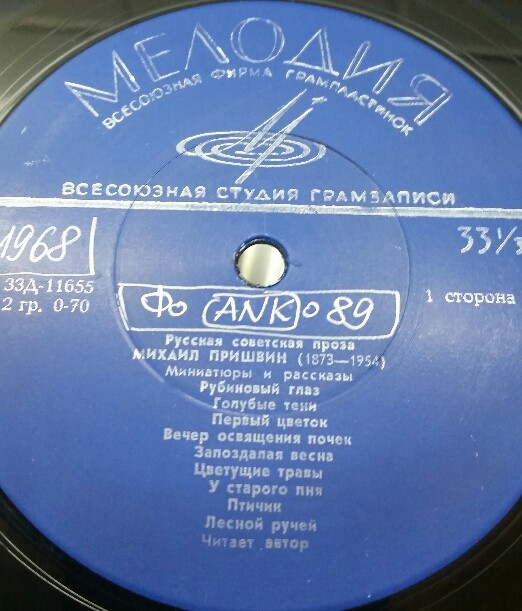 МЕЛОДИЯ
ВСЕСОЮЗНАЯ ФИРМА ГРАМПЛАСТИНОК
ВСЕСОЮЗНАЯ СТУДИЯ ГРАМЗАПИСИ
1968
33⅓
33Д-11655
2 гр. 0-70
1 сторона
Фо ANK о 89
Русская советская проза
МИХАИЛ ПРИШВИН (1873—1954)
Миниатюры и рассказы
Рубиновый глаз
Голубые тени
Первый цветок
Вечер освящения почек
Запоздалая весна
Цветущие травы
У старого пня
Птичик
Лесной ручей
Читает автор